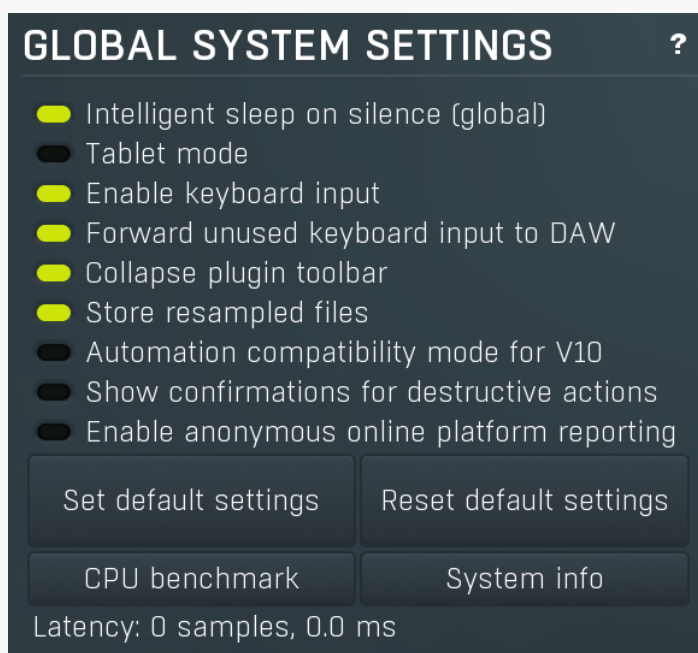 GLOBAL SYSTEM SETTINGS ?
Intelligent sleep on silence (global)
Tablet mode
Enable keyboard input
Forward unused keyboard input to DAW
Collapse plugin toolbar
Store resampled files
Automation compatibility mode for V10
Show confirmations for destructive actions
Enable anonymous online platform reporting
Set default settings
Reset default settings
CPU benchmark
System info
Latency: 0 samples, 0.0 ms